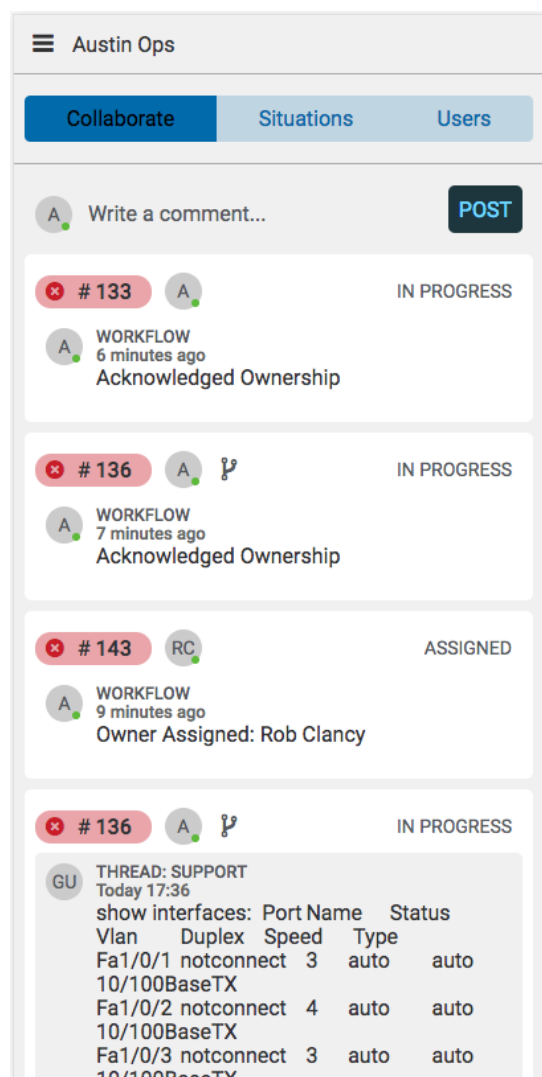 Austin Ops
Collaborate Situations Users
A Write a comment... POST
# 133 A IN PROGRESS
A WORKFLOW
6 minutes ago
Acknowledged Ownership
# 136 A IN PROGRESS
A WORKFLOW
7 minutes ago
Acknowledged Ownership
# 143 RC ASSIGNED
A WORKFLOW
9 minutes ago
Owner Assigned: Rob Clancy
# 136 A IN PROGRESS
GU THREAD: SUPPORT
Today 17:36
show interfaces: Port Name Status
Vlan Duplex Speed Type
Fa1/0/1 notconnect 3 auto auto
10/100BaseTX
Fa1/0/2 notconnect 4 auto auto
10/100BaseTX
Fa1/0/3 notconnect 3 auto auto
10/100BaseTX